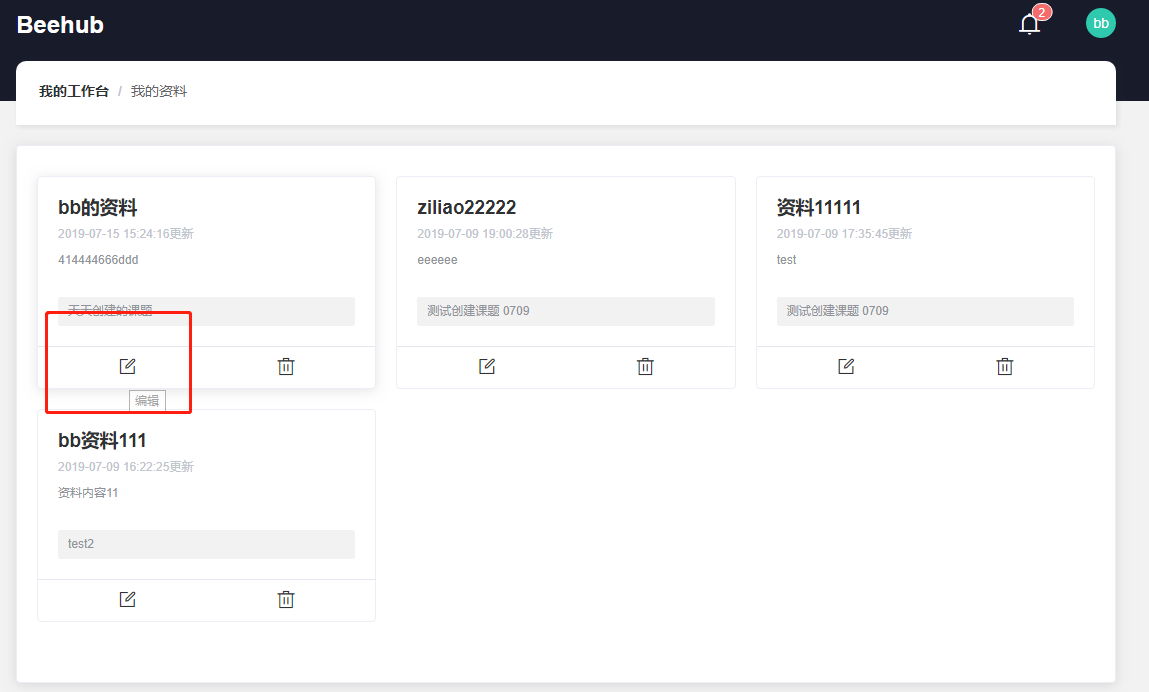 Beehub
2
bb
我的工作台 / 我的资料
bb的资料
2019-07-15 15:24:16更新
414444666ddd
天天创建的课题
编辑
ziliao22222
2019-07-09 19:00:28更新
eeeeee
测试创建课题 0709
资料11111
2019-07-09 17:35:45更新
test
测试创建课题 0709
bb资料111
2019-07-09 16:22:25更新
资料内容11
test2